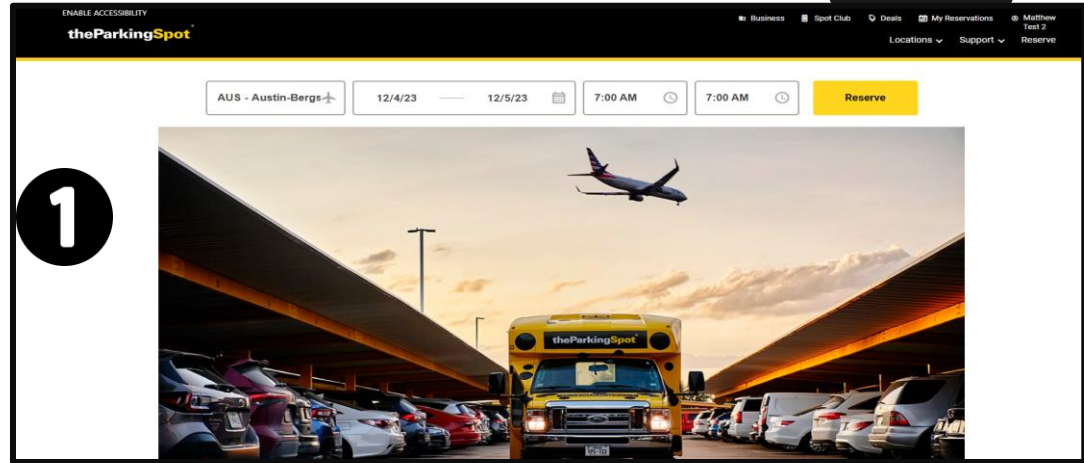 ENABLE ACCESSIBILITY
Business Spot Club Deals My Reservations Matthew
Test 2
theParkingSpot
Locations Support Reserve
AUS - Austin-Bergs 12/4/23 12/5/23 7:00 AM 7:00 AM Reserve
1
theParkingSpot